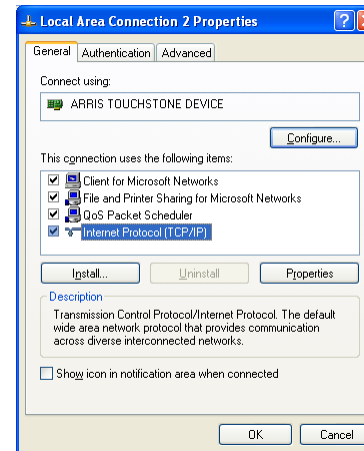 Local Area Connection 2 Properties
?
General Authentication Advanced
Connect using:
ARRIS TOUCHSTONE DEVICE
Configure...
This connection uses the following items:
Client for Microsoft Networks
File and Printer Sharing for Microsoft Networks
QoS Packet Scheduler
Internet Protocol (TCP/IP)
Install... Uninstall Properties
Description
Transmission Control Protocol/Internet Protocol. The default
wide area network protocol that provides communication
across diverse interconnected networks.
Show icon in notification area when connected
OK Cancel